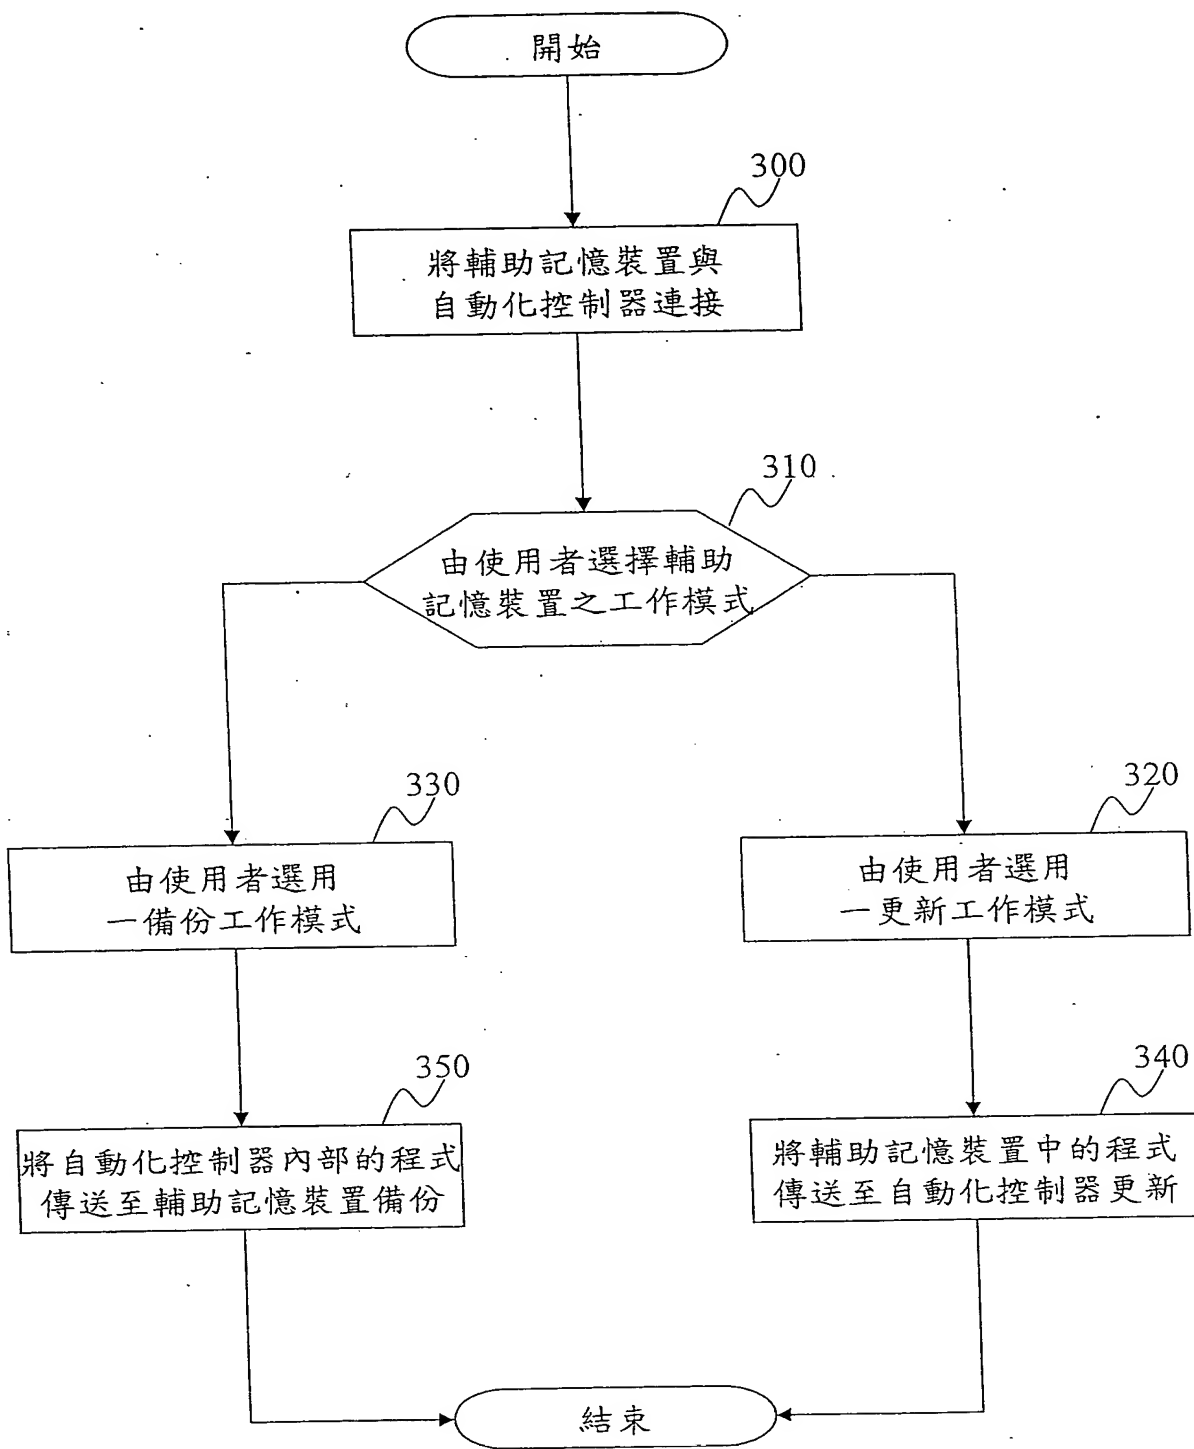 開始
300
將輔助記憶裝置與
自動化控制器連接
310
由使用者選擇輔助
記憶裝置之工作模式
330
由使用者選用
一備份工作模式
320
由使用者選用
一更新工作模式
350
將自動化控制器內部的程式
傳送至輔助記憶裝置備份
340
將輔助記憶裝置中的程式
傳送至自動化控制器更新
結束